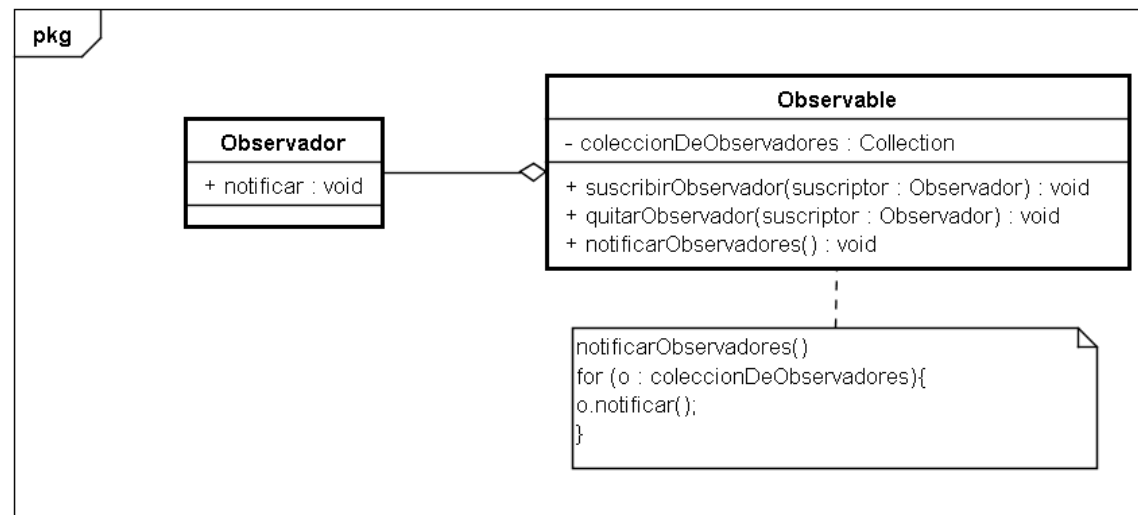 pkg
Observador
+ notificar : void
Observable
- coleccionDeObservadores : Collection
+ suscribirObservador(suscriptor : Observador) : void
+ quitarObservador(suscriptor : Observador) : void
+ notificarObservadores() : void
notificarObservadores()
for (o : coleccionDeObservadores){
o.notificar();
}